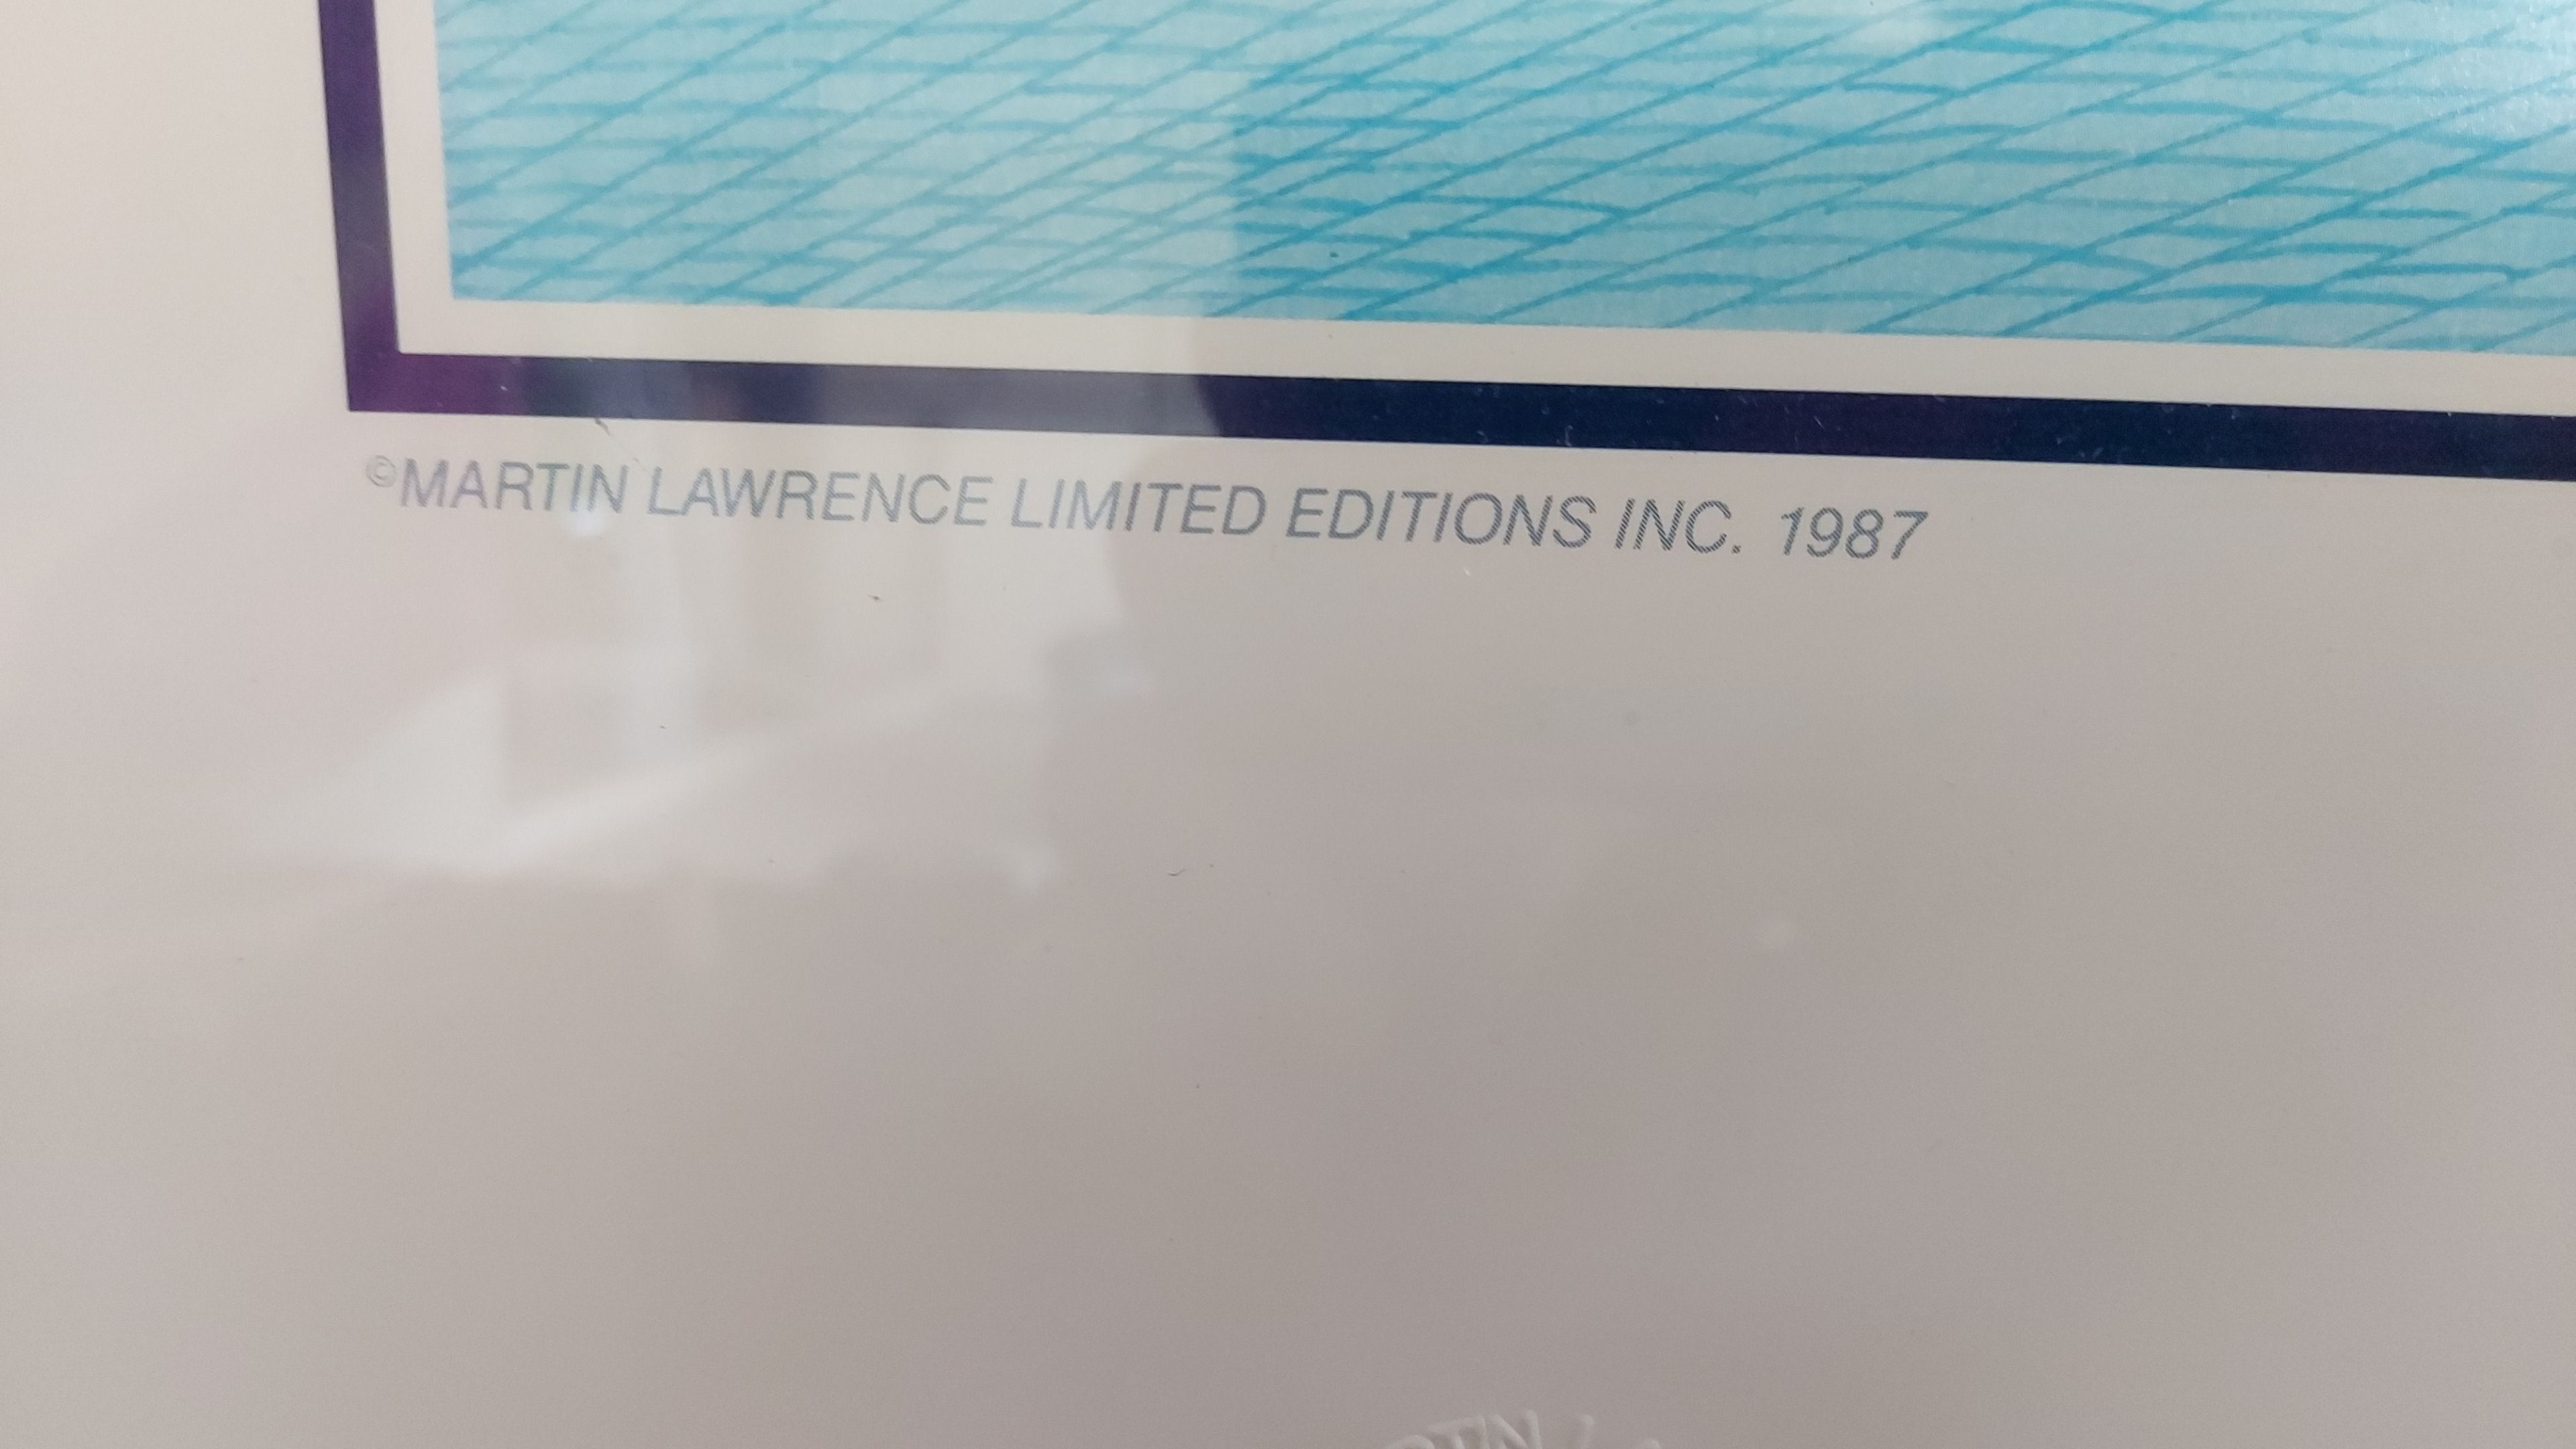 ©MARTIN LAWRENCE LIMITED EDITIONS INC. 1987